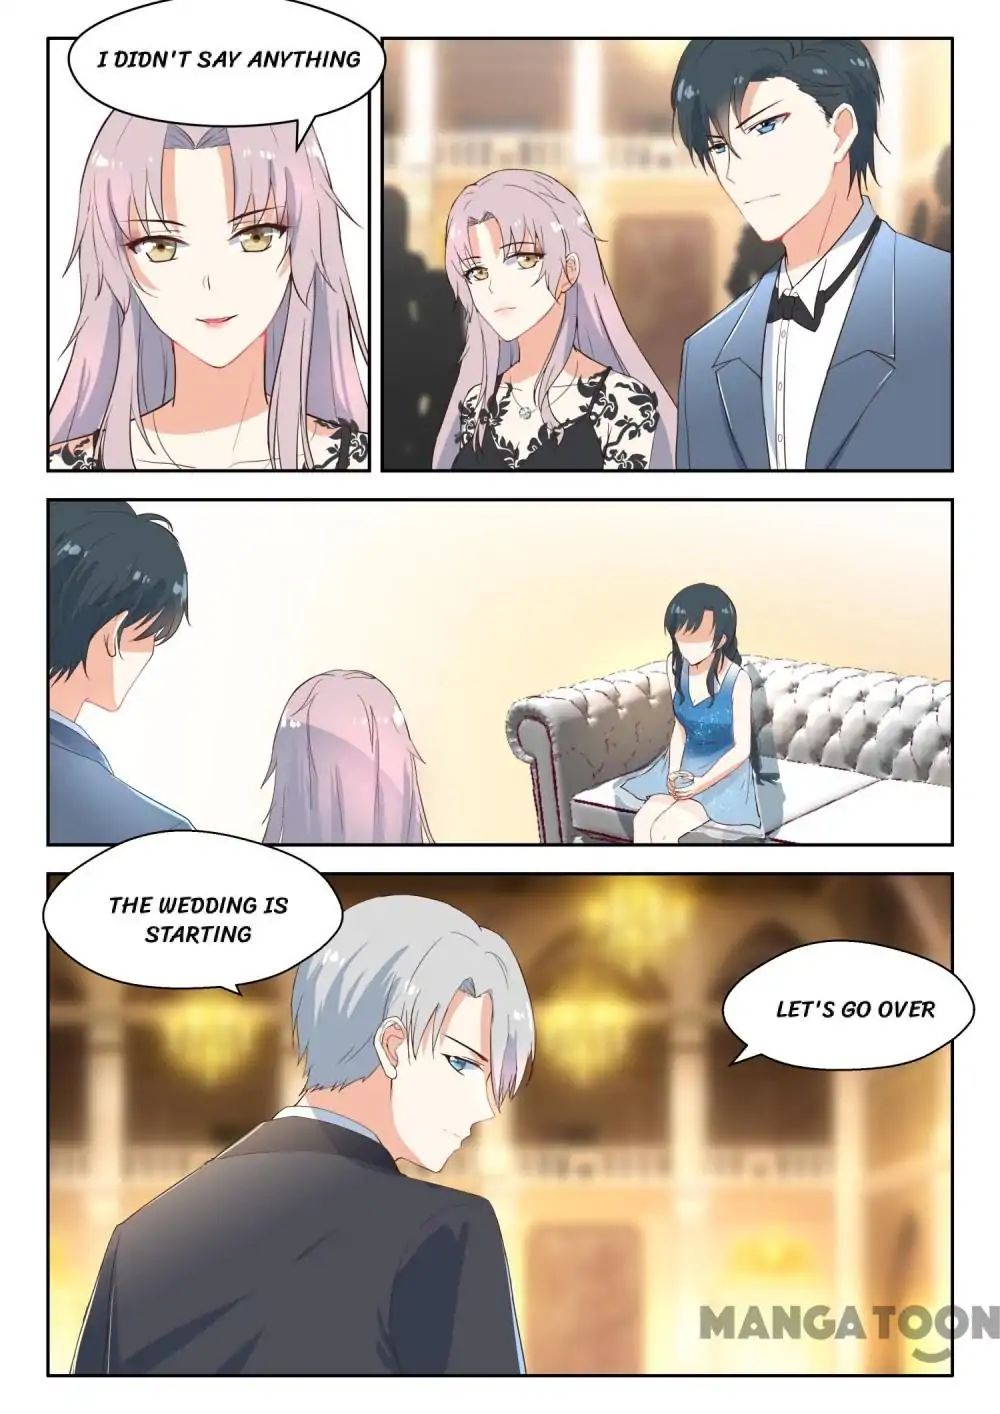 I DIDN'T SAY ANYTHING
THE WEDDING IS
STARTING
LET'S GO OVER
MANGATOON